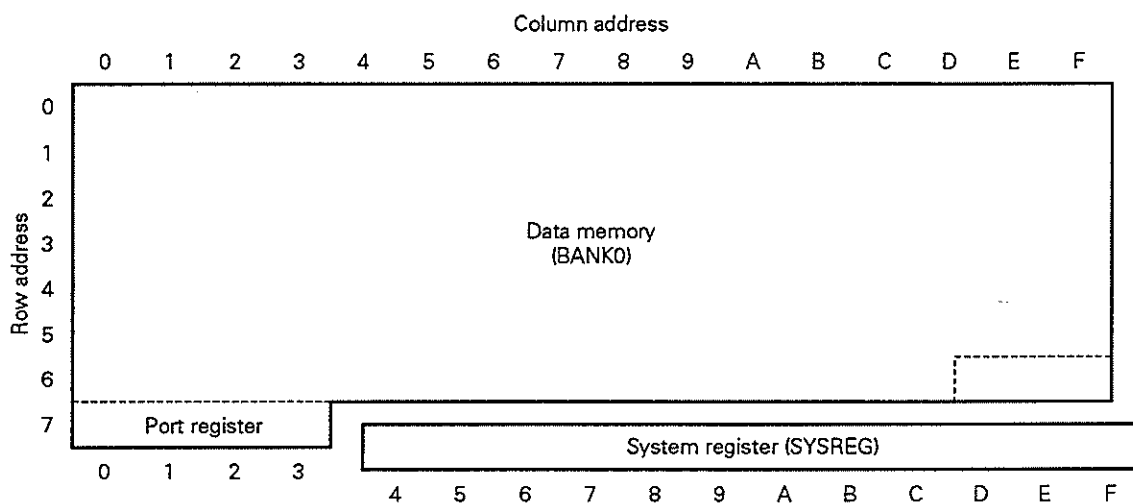 Column address
0 1 2 3 4 5 6 7 8 9 A B C D E F
0
1
2
3
4
5
6
7
Row address
Data memory
(BANK0)
Port register
System register (SYSREG)
0 1 2 3
4 5 6 7 8 9 A B C D E F